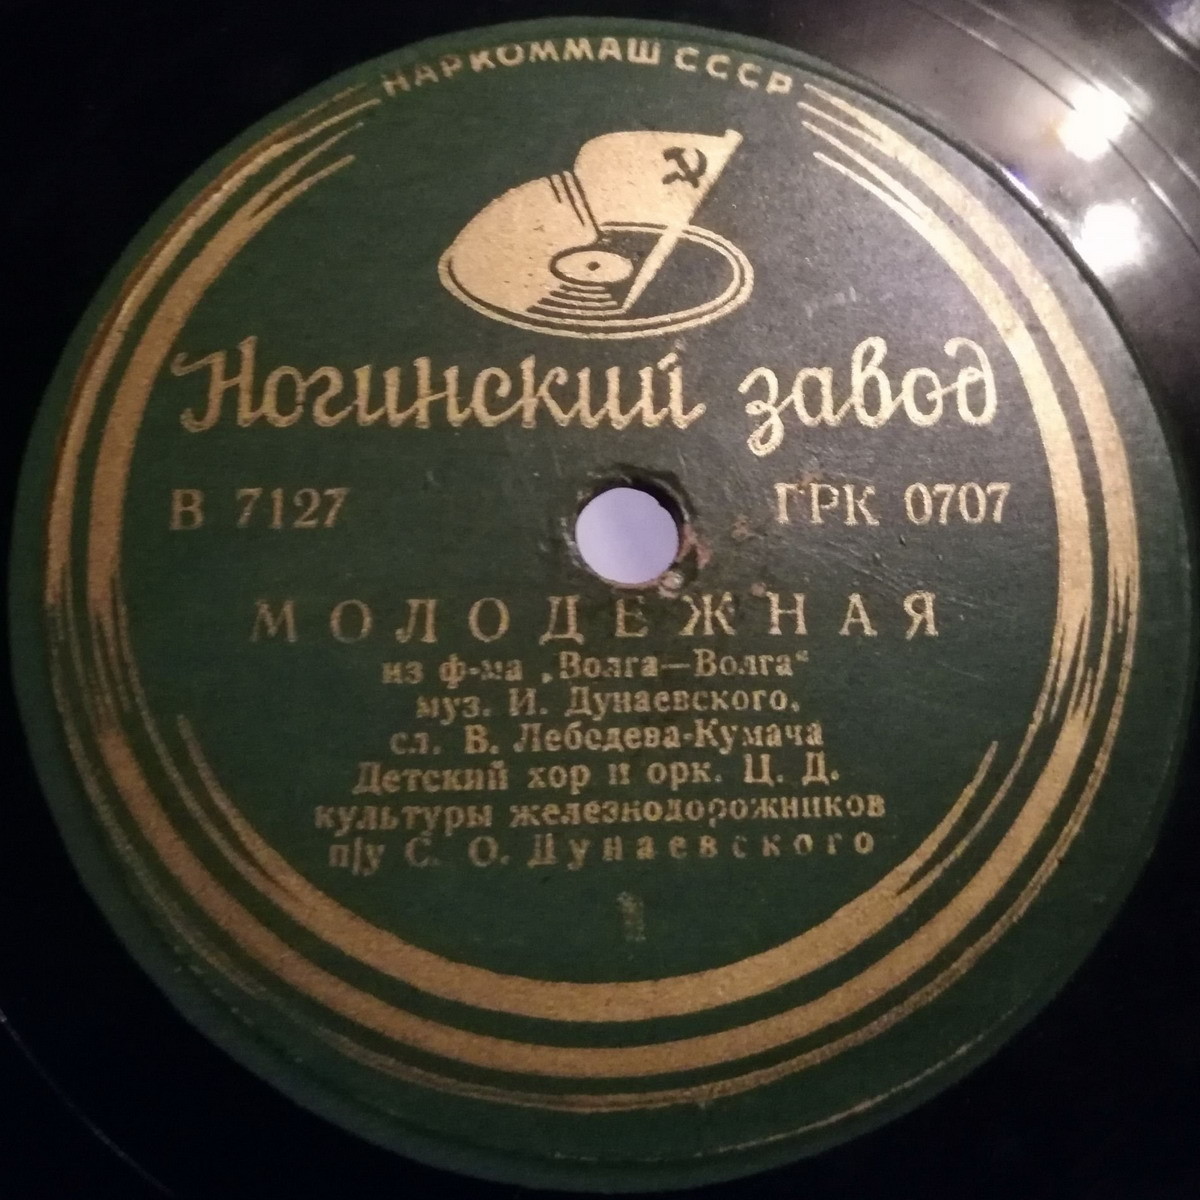 НАРКОММАШ СССР
Ногинский завод
В 7127 ГРК 0707
МОЛОДЕЖНАЯ
из ф-ма „Волга—Волга“
муз. И. Дунаевского,
сл. В. Лебедева-Кумача
Детский хор и орк. Ц. Д.
культуры железнодорожников
п/у С. О. Дунаевского
1